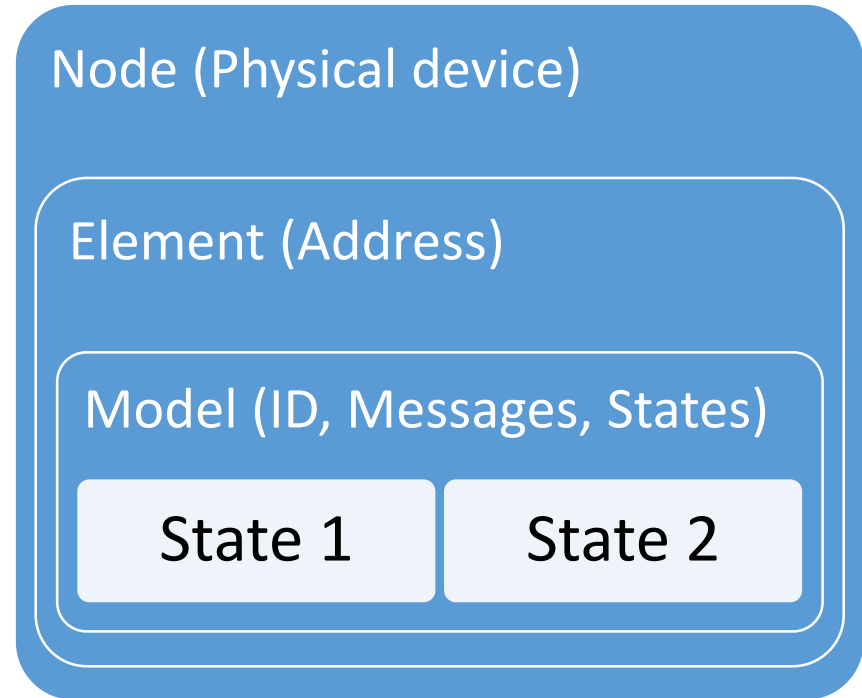 Node (Physical device)
Element (Address)
Model (ID, Messages, States)
State 1
State 2